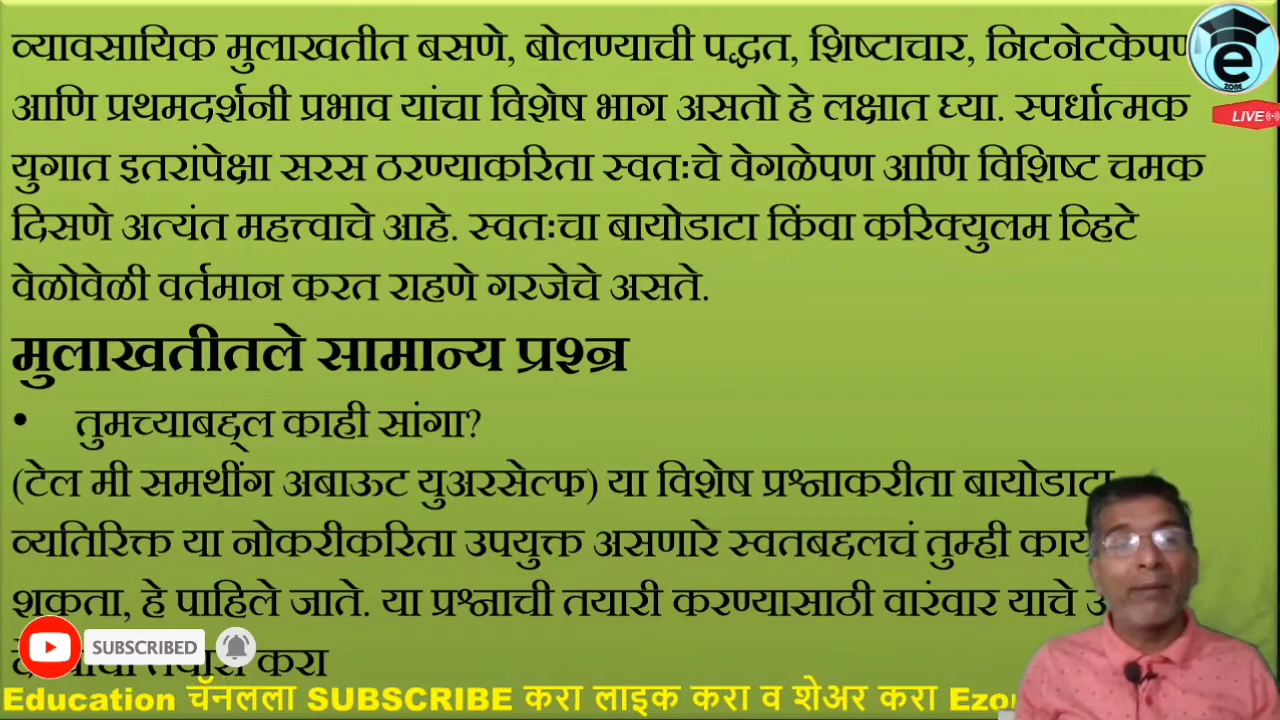 व्यावसायिक मुलाखतीत बसणे, बोलण्याची पद्धत, शिष्टाचार,
आणि प्रथमदर्शनी प्रभाव यांचा विशेष भाग असतो हे लक्षात घ्या. स्पर्धात्मक
युगात इतरांपेक्षा सरस ठरण्याकरिता स्वतःचे वेगळेपण आणि विशिष्ट चमक
दिसणे अत्यंत महत्त्वाचे आहे. स्वतःचा बायोडाटा किंवा करिक्युलम व्हिटे
वेळोवेळी वर्तमान करत राहणे गरजेचे असते.
मुलाखतीतले सामान्य प्रश्न
• तुमच्याबद्द्ल काही सांगा?
(टेल मी समथींग अबाऊट युअरसेल्फ) या विशेष प्रश्नाकरीता बायोडाटा
व्यतिरिक्त या नोकरीकरिता उपयुक्त असणारे स्वतबद्दलचं तुम्ही काय
शकता, हे पाहिले जाते. या प्रश्नाची तयारी करण्यासाठी वारंवार याचे
करा
e
ZOBE
LIVE
SUBSCRIBED
Education चॅनलला SUBSCRIBE करा लाइक करा व शेअर करा